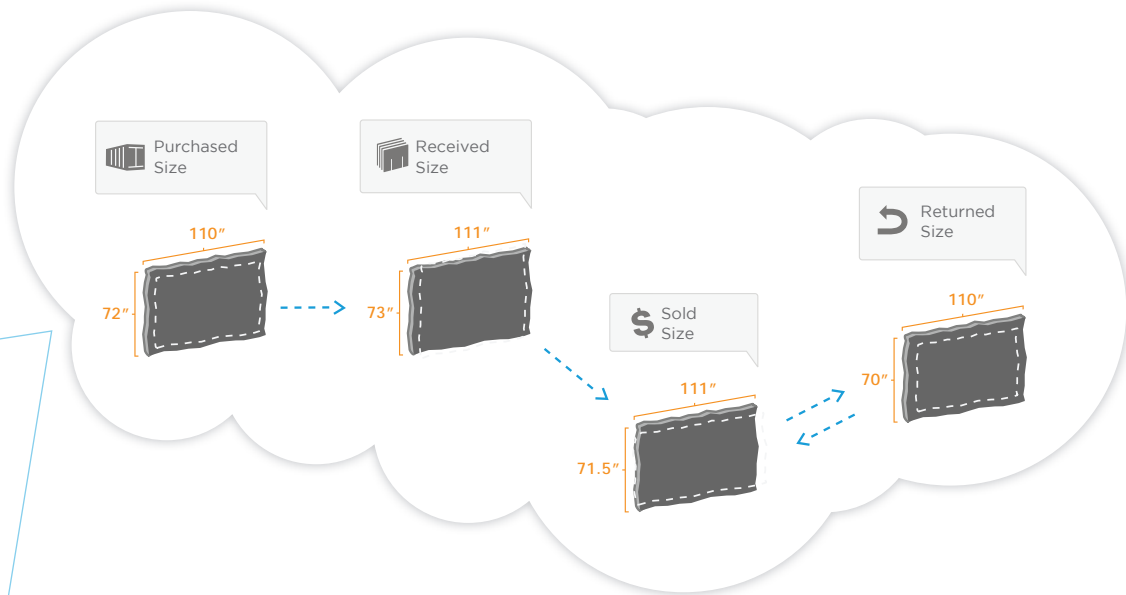 Purchased
Size
110"
72"
Received
Size
111"
73"
Sold
Size
111"
71.5"
Returned
Size
110"
70"